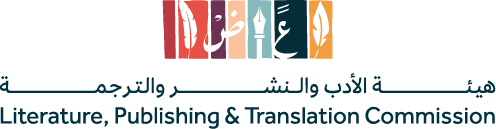 ض ع
هيئة الأدب والنشر والترجمة
Literature, Publishing & Translation Commission